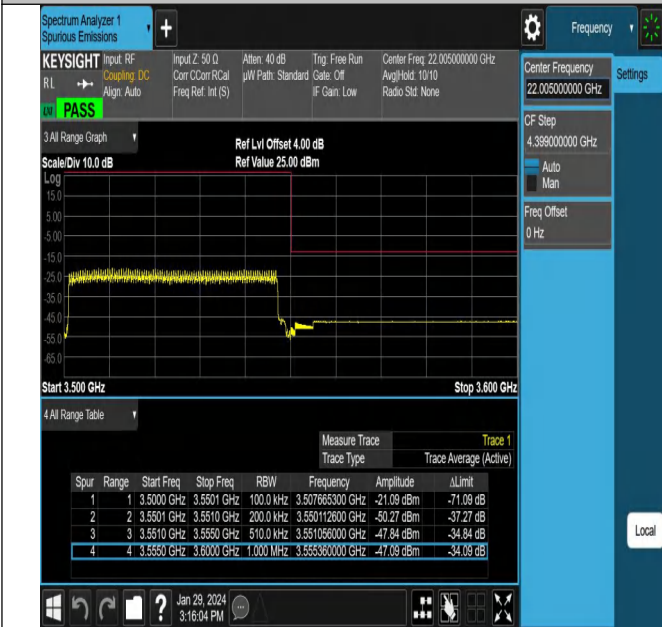 Spectrum Analyzer 1
Spurious Emissions
Frequency
KEYSIGHT Input: RF Input Z: 50 Ω Atten: 40 dB Trig: Free Run Center Freq: 22.005000000 GHz
RL Coupling: DC Corr CCorr RCal µW Path: Standard Gate: Off Avg|Hold: 10/10
Align: Auto Freq Ref: Int (S) IF Gain: Low Radio Std: None
PASS
Center Frequency
22.005000000 GHz
Settings
CF Step
4.399000000 GHz
Auto
Man
Freq Offset
0 Hz
3 All Range Graph
Ref Lvl Offset 4.00 dB
Scale/Div 10.0 dB Ref Value 25.00 dBm
Log
15.0
5.00
-5.00
-15.0
-25.0
-35.0
-45.0
-55.0
-65.0
Start 3.500 GHz Stop 3.600 GHz
4 All Range Table
Measure Trace Trace 1
Trace Type Trace Average (Active)
Spur Range Start Freq Stop Freq RBW Frequency Amplitude ΔLimit
1 1 3.5000 GHz 3.5501 GHz 100.0 kHz 3.507665300 GHz -21.09 dBm -71.09 dB
2 2 3.5501 GHz 3.5510 GHz 200.0 kHz 3.550112600 GHz -50.27 dBm -37.27 dB
3 3 3.5510 GHz 3.5550 GHz 510.0 kHz 3.551056000 GHz -47.84 dBm -34.84 dB
4 4 3.5550 GHz 3.6000 GHz 1.000 MHz 3.555360000 GHz -47.09 dBm -34.09 dB
Local
Jan 29, 2024
3:16:04 PM